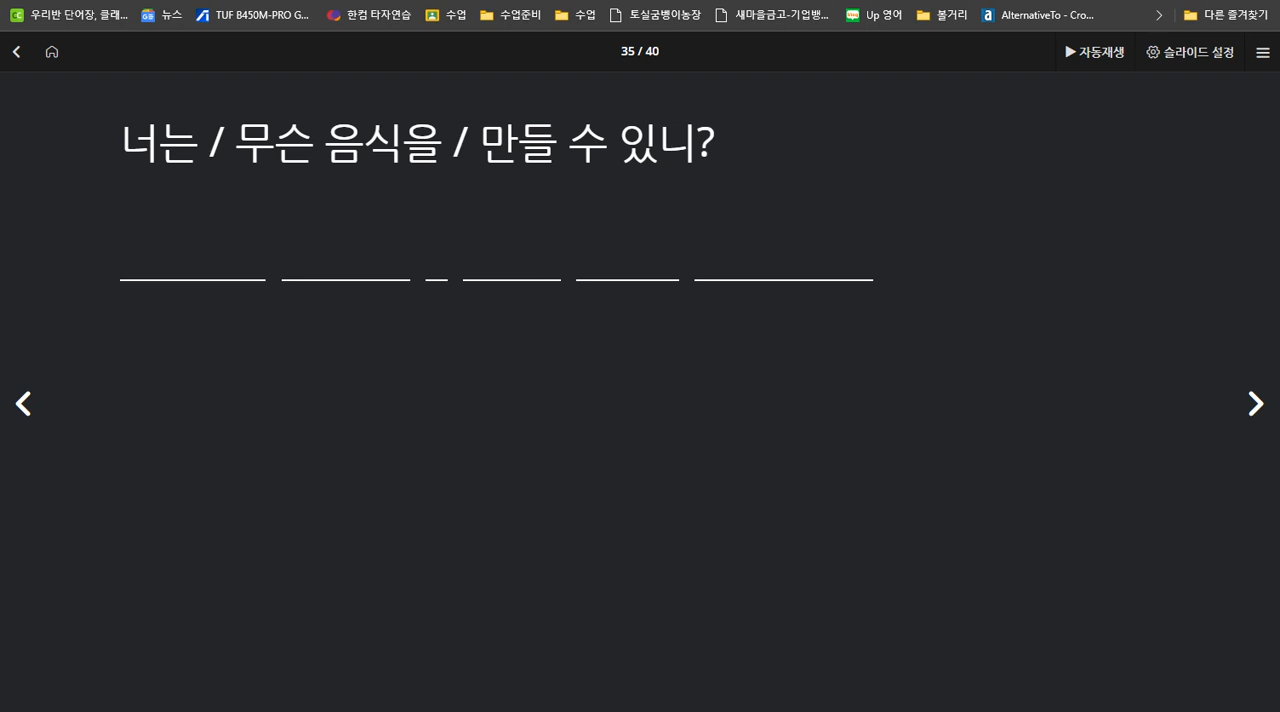 우리반 단어장, 클래... 뉴스 TUF B450M-PRO G... 한컴 타자연습 수업 수업준비 수업 토실굼벵이농장 새마을금고-기업뱅... Up 영어 볼거리 AlternativeTo - Cro... 다른 즐겨찾기
35 / 40 자동재생 슬라이드 설정
너는 / 무슨 음식을 / 만들 수 있니?